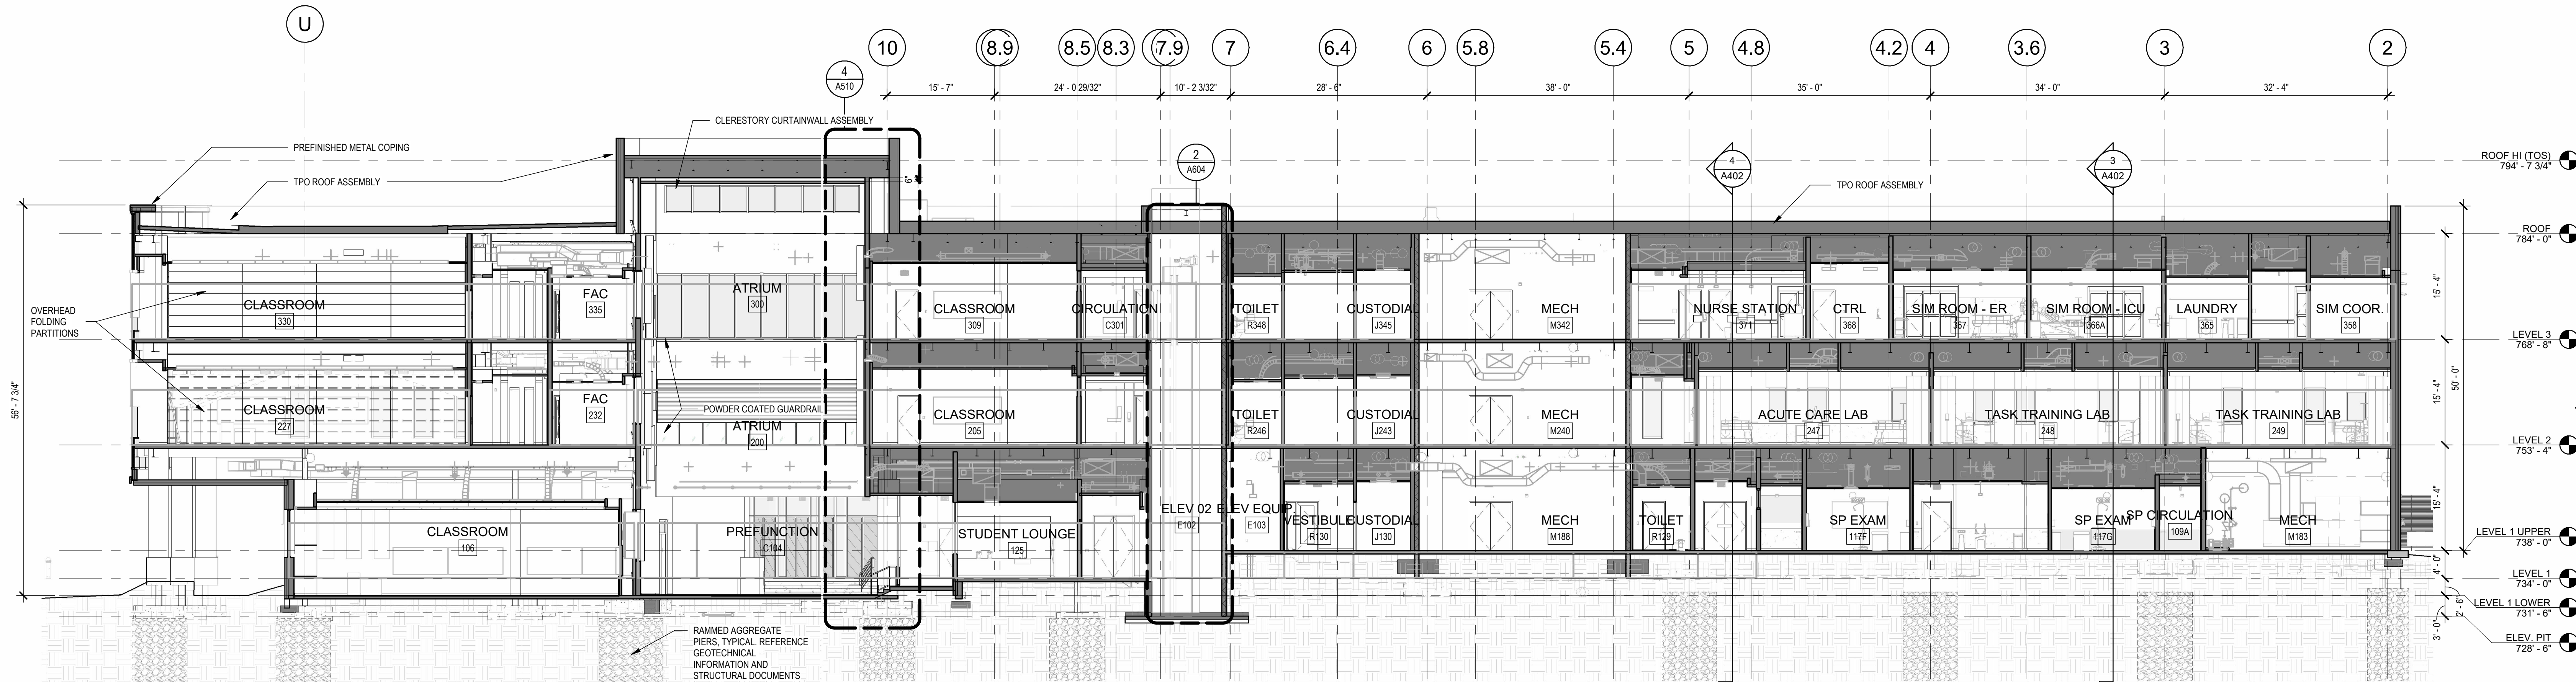 U
10
8.9
8.5
8.3
7.9
7
6.4
6
5.8
5.4
5
4.8
4.2
4
3.6
3
2
4
A510
15' - 7"
24' - 0 29/32"
10' - 2 3/32"
28' - 6"
38' - 0"
35' - 0"
34' - 0"
32' - 4"
CLERESTORY CURTAINWALL ASSEMBLY
PREFINISHED METAL COPING
TPO ROOF ASSEMBLY
6"
2
A604
4
A402
3
A402
TPO ROOF ASSEMBLY
ROOF HI (TOS)
794' - 7 3/4"
ROOF
784' - 0"
LEVEL 3
768' - 8"
LEVEL 2
753' - 4"
LEVEL 1 UPPER
738' - 0"
LEVEL 1
734' - 0"
LEVEL 1 LOWER
731' - 6"
ELEV. PIT
728' - 6"
15' - 4"
15' - 4"
15' - 4"
4' - 0"
2' - 6"
3' - 0"
50' - 0"
56' - 7 3/4"
OVERHEAD
FOLDING
PARTITIONS
CLASSROOM
330
FAC
335
ATRIUM
300
CLASSROOM
309
CIRCULATION
C301
TOILET
R348
CUSTODIAL
J345
MECH
M342
NURSE STATION
371
CTRL
368
SIM ROOM - ER
367
SIM ROOM - ICU
366A
LAUNDRY
365
SIM COOR.
358
CLASSROOM
227
FAC
232
POWDER COATED GUARDRAIL
ATRIUM
200
CLASSROOM
205
TOILET
R246
CUSTODIAL
J243
MECH
M240
ACUTE CARE LAB
247
TASK TRAINING LAB
248
TASK TRAINING LAB
249
CLASSROOM
106
PREFUNCTION
C104
STUDENT LOUNGE
125
ELEV 02
E102
ELEV EQUIP.
E103
VESTIBULE
R130
CUSTODIAL
J130
MECH
M188
TOILET
R129
SP EXAM
117F
SP EXAM
117G
SP CIRCULATION
109A
MECH
M183
RAMMED AGGREGATE
PIERS, TYPICAL. REFERENCE
GEOTECHNICAL
INFORMATION AND
STRUCTURAL DOCUMENTS